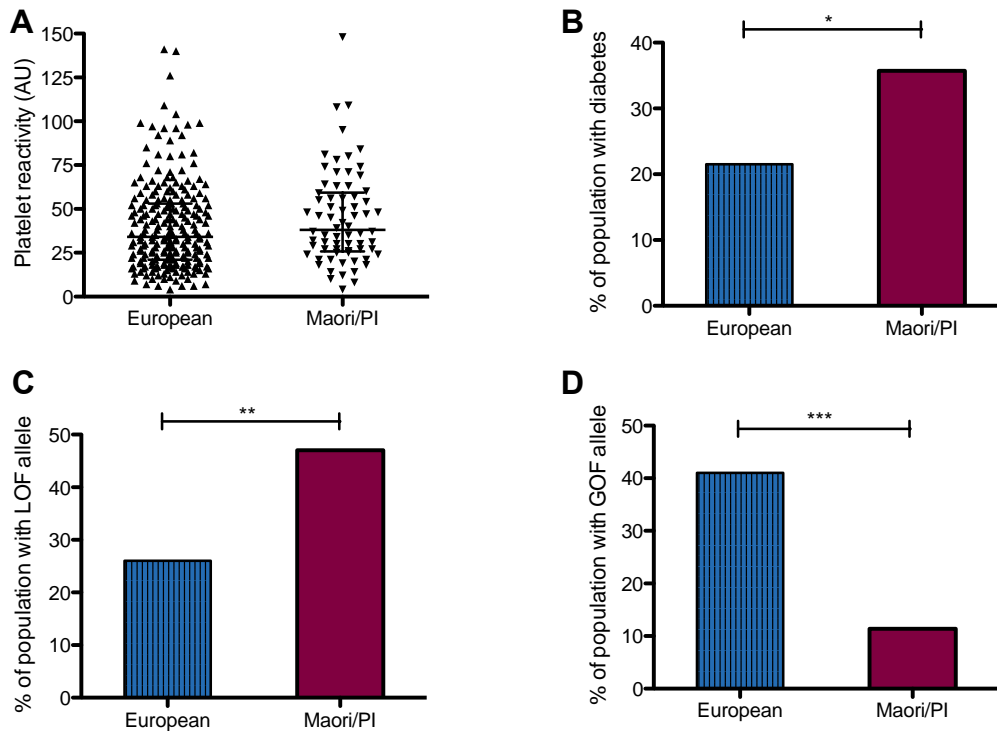 A
Platelet reactivity (AU)
150
125
100
75
50
25
0
European
Maori/PI
B
% of population with diabetes
*
40
30
20
10
0
European
Maori/PI
C
% of population with LOF allele
**
50
40
30
20
10
0
European
Maori/PI
D
% of population with GOF allele
***
50
40
30
20
10
0
European
Maori/PI